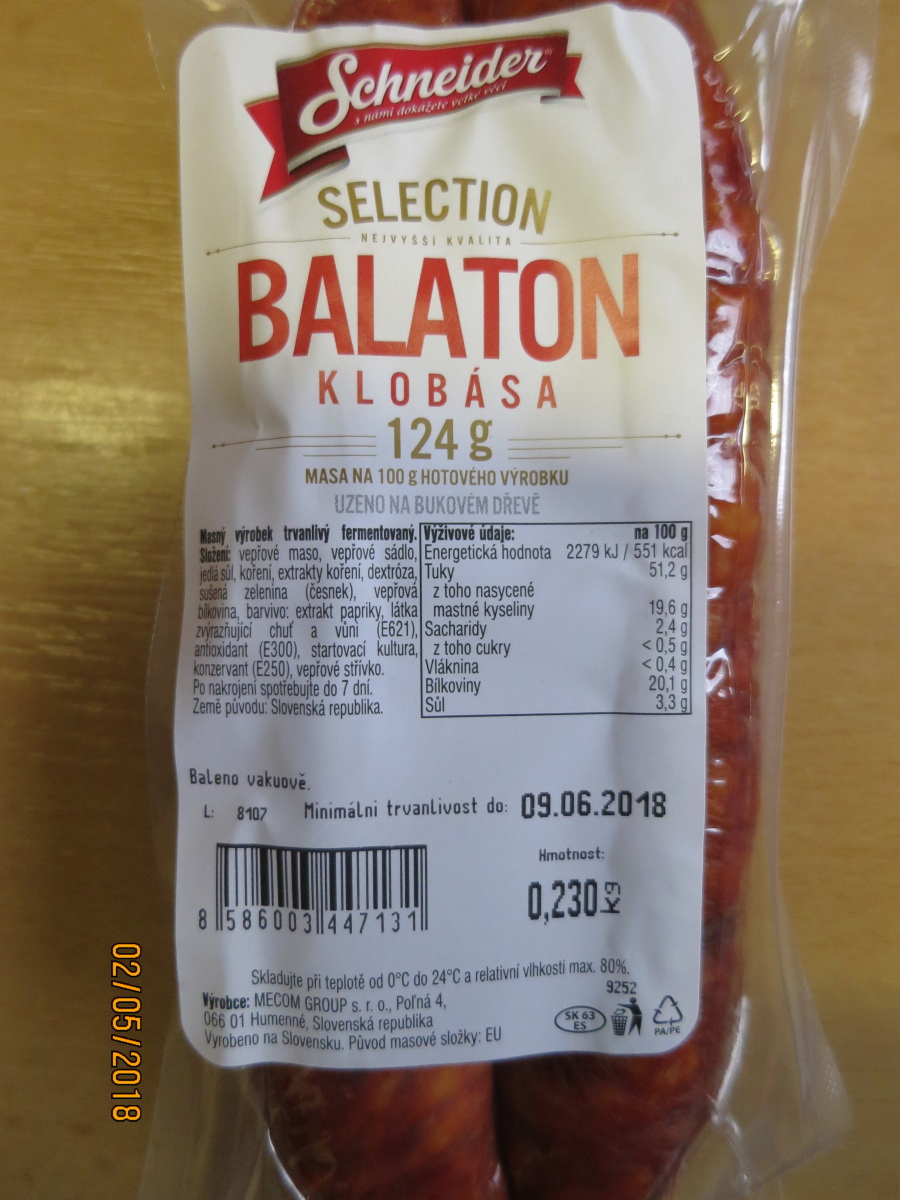 Schneider
s námi dokážete velké věci
SELECTION
NEJVYŠŠÍ KVALITA
BALATON
KLOBÁSA
124 g
MASA NA 100 g HOTOVÉHO VÝROBKU
UZENO NA BUKOVÉM DŘEVĚ
Masný výrobek trvanlivý fermentovaný.
Složení: vepřové maso, vepřové sádlo,
jedlá sůl, koření, extrakty koření, dextróza,
sušená zelenina (česnek), vepřová
bílkovina, barvivo: extrakt papriky, látka
zvýrazňující chuť a vůni (E621),
antioxidant (E300), startovací kultura,
konzervant (E250), vepřové střívko.
Po nakrojení spotřebujte do 7 dní.
Země původu: Slovenská republika.
Výživové údaje: na 100 g
Energetická hodnota 2279 kJ / 551 kcal
Tuky 51,2 g
z toho nasycené
mastné kyseliny 19,6 g
Sacharidy 2,4 g
z toho cukry < 0,5 g
Vláknina < 0,4 g
Bílkoviny 20,1 g
Sůl 3,3 g
Baleno vakuově.
L: 8107 Minimální trvanlivost do: 09.06.2018
Hmotnost:
0,230 kg
8 586003 447131
Skladujte při teplotě od 0°C do 24°C a relativní vlhkosti max. 80%.
9252
Výrobce: MECOM GROUP s. r. o., Poľná 4,
066 01 Humenné, Slovenská republika
Vyrobeno na Slovensku. Původ masové složky: EU
SK 63
ES
PA/PE
02/05/2018